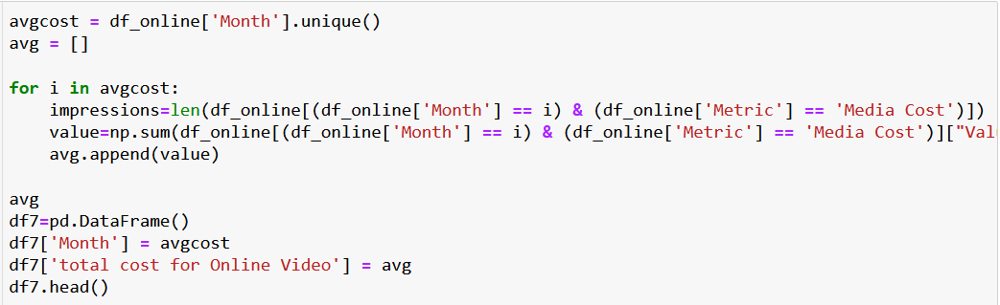 avgcost = df_online['Month'].unique()
avg = []
for i in avgcost:
    impressions=len(df_online[(df_online['Month'] == i) & (df_online['Metric'] == 'Media Cost')])
    value=np.sum(df_online[(df_online['Month'] == i) & (df_online['Metric'] == 'Media Cost')]["Val
    avg.append(value)
avg
df7=pd.DataFrame()
df7['Month'] = avgcost
df7['total cost for Online Video'] = avg
df7.head()